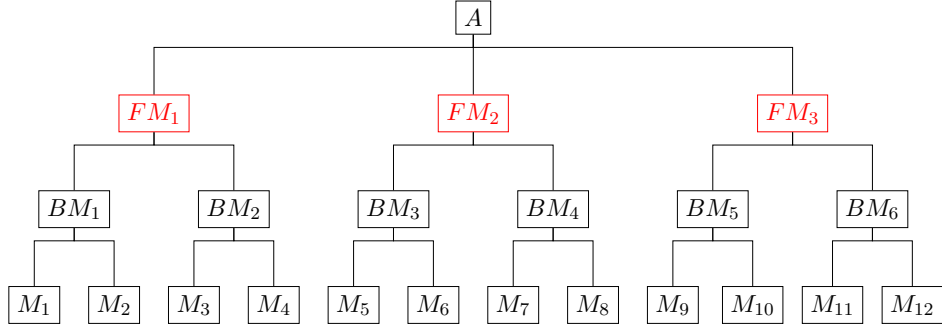 A
FM₁ FM₂ FM₃
BM₁ BM₂ BM₃ BM₄ BM₅ BM₆
M₁ M₂ M₃ M₄ M₅ M₆ M₇ M₈ M₉ M₁₀ M₁₁ M₁₂